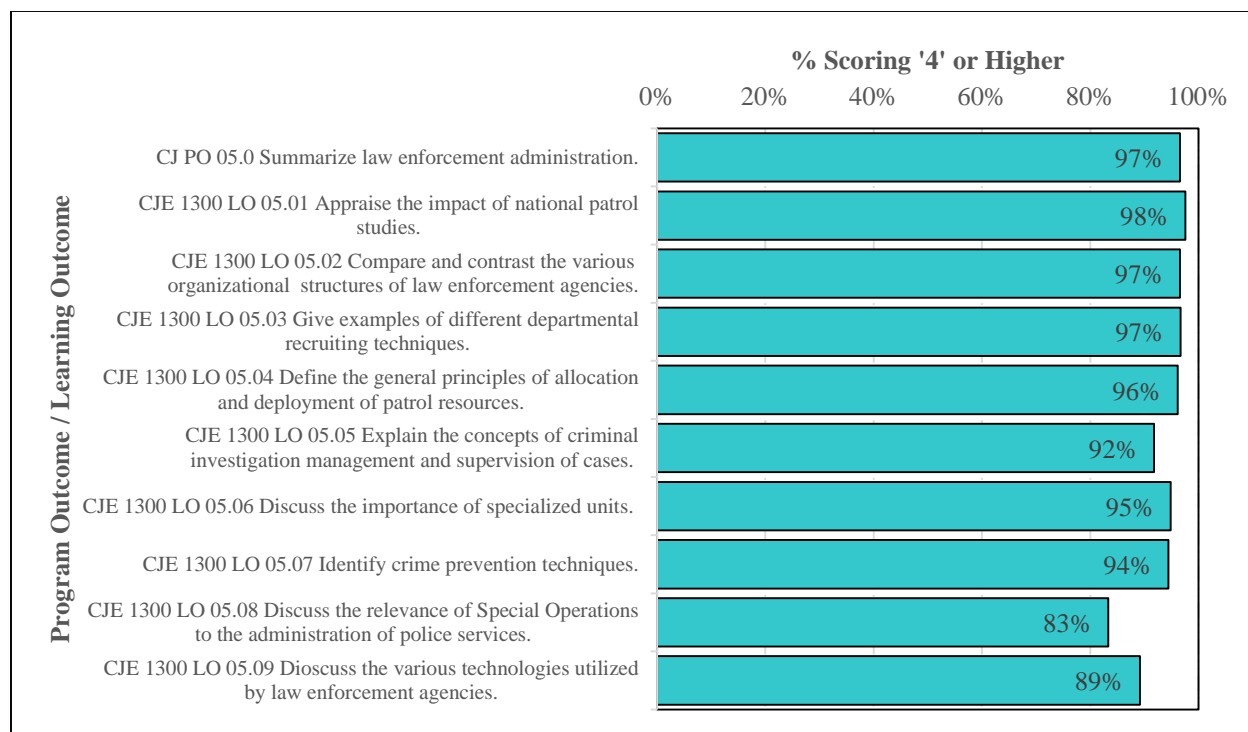 % Scoring '4' or Higher
0% 20% 40% 60% 80% 100%
Program Outcome / Learning Outcome
CJ PO 05.0 Summarize law enforcement administration.
97%
CJE 1300 LO 05.01 Appraise the impact of national patrol
studies.
98%
CJE 1300 LO 05.02 Compare and contrast the various
organizational structures of law enforcement agencies.
97%
CJE 1300 LO 05.03 Give examples of different departmental
recruiting techniques.
97%
CJE 1300 LO 05.04 Define the general principles of allocation
and deployment of patrol resources.
96%
CJE 1300 LO 05.05 Explain the concepts of criminal
investigation management and supervision of cases.
92%
CJE 1300 LO 05.06 Discuss the importance of specialized units.
95%
CJE 1300 LO 05.07 Identify crime prevention techniques.
94%
CJE 1300 LO 05.08 Discuss the relevance of Special Operations
to the administration of police services.
83%
CJE 1300 LO 05.09 Dioscuss the various technologies utilized
by law enforcement agencies.
89%